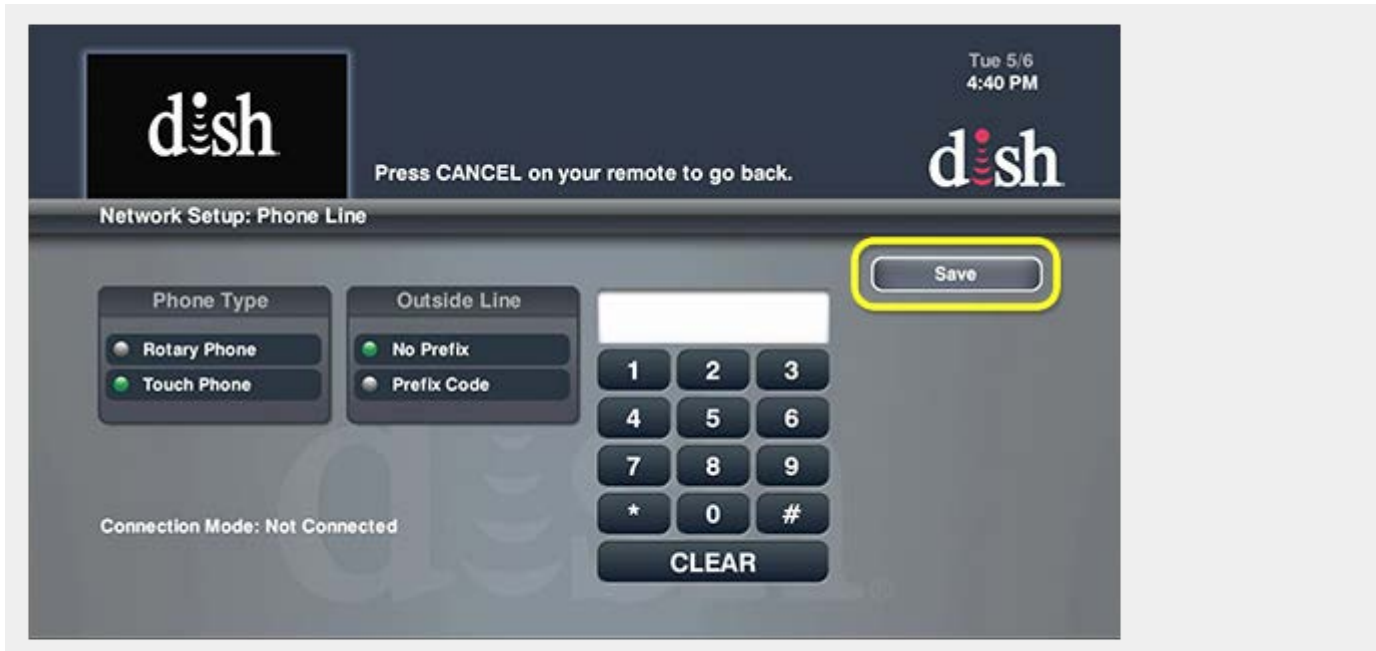 dish
Tue 5/6
4:40 PM
dish
Press CANCEL on your remote to go back.
Network Setup: Phone Line
Save
Phone Type
Rotary Phone
Touch Phone
Outside Line
No Prefix
Prefix Code
1 2 3
4 5 6
7 8 9
* 0 #
CLEAR
Connection Mode: Not Connected
dish